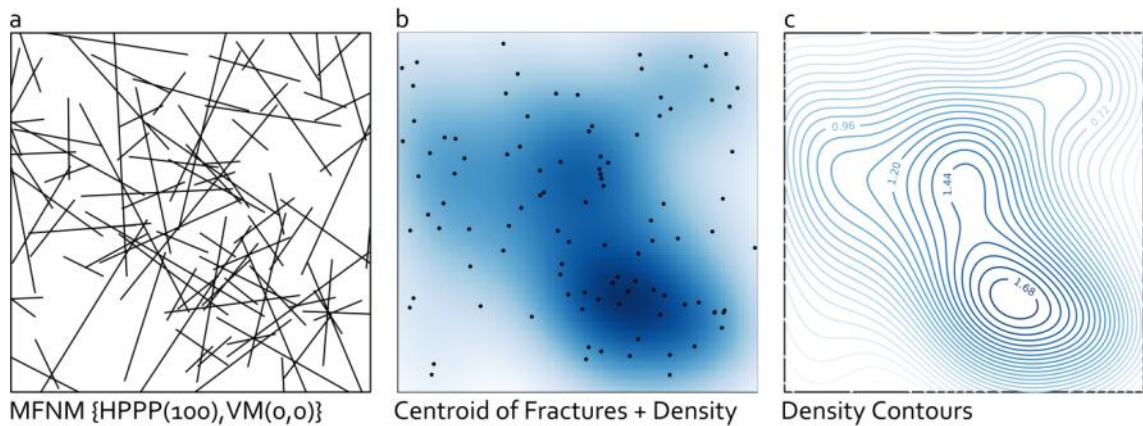 a
b
c
0.72
0.96
1.20
1.44
1.68
MFNM {HPPP(100),VM(0,0)}
Centroid of Fractures + Density
Density Contours